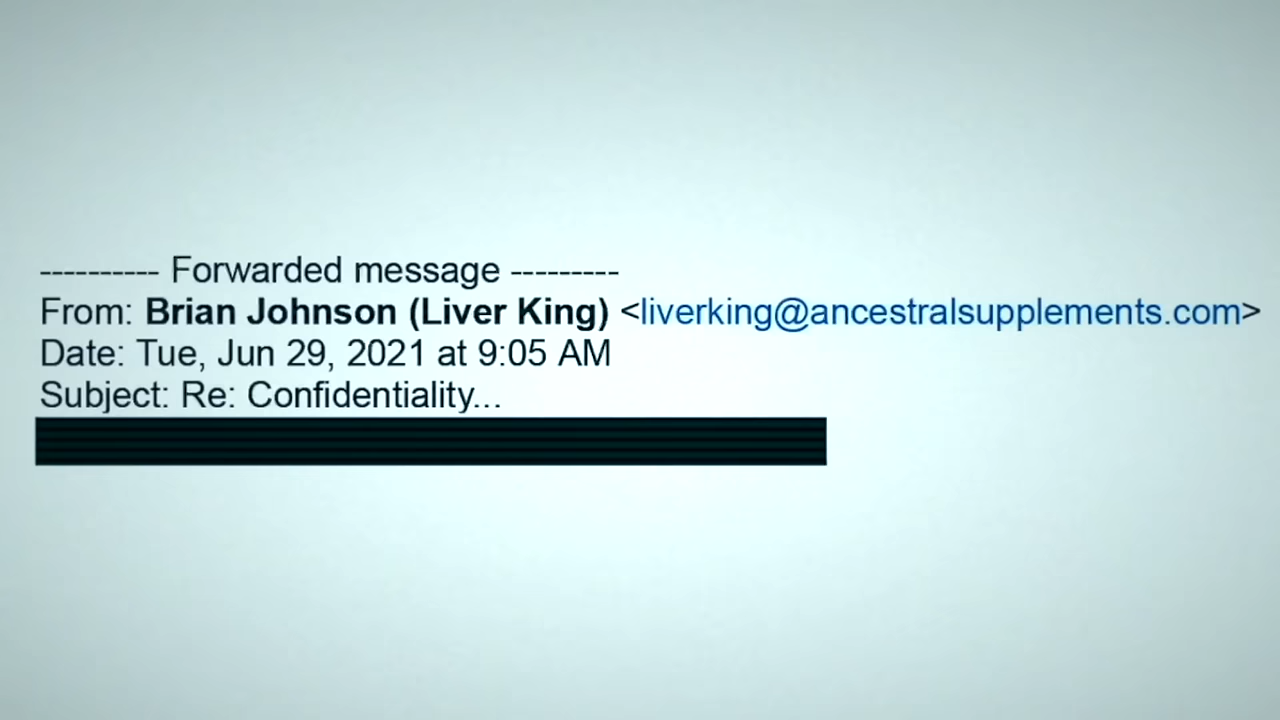 ---------- Forwarded message ---------
From: Brian Johnson (Liver King) <liverking@ancestralsupplements.com>
Date: Tue, Jun 29, 2021 at 9:05 AM
Subject: Re: Confidentiality...